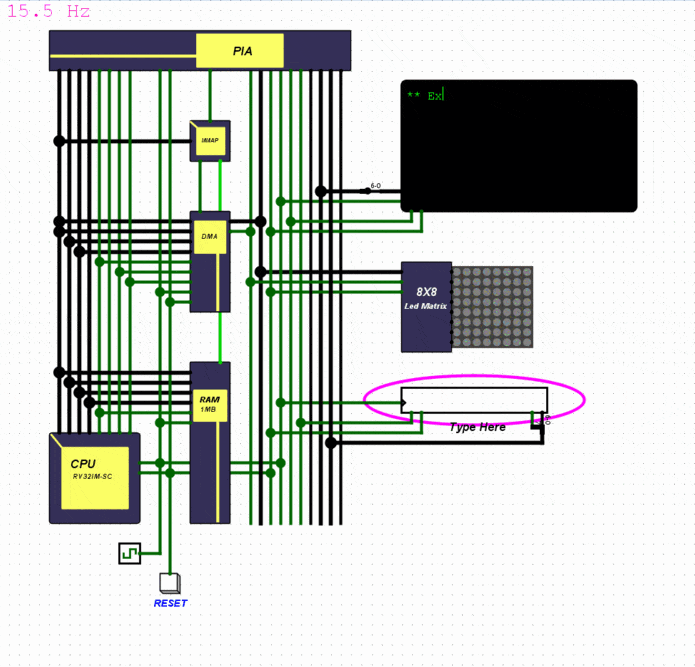 15.5 Hz
PIA
** Ex
MMAP
6-0
DMA
8X8
Led Matrix
RAM
1MB
Type Here
CPU
RV32IM-SC
RESET